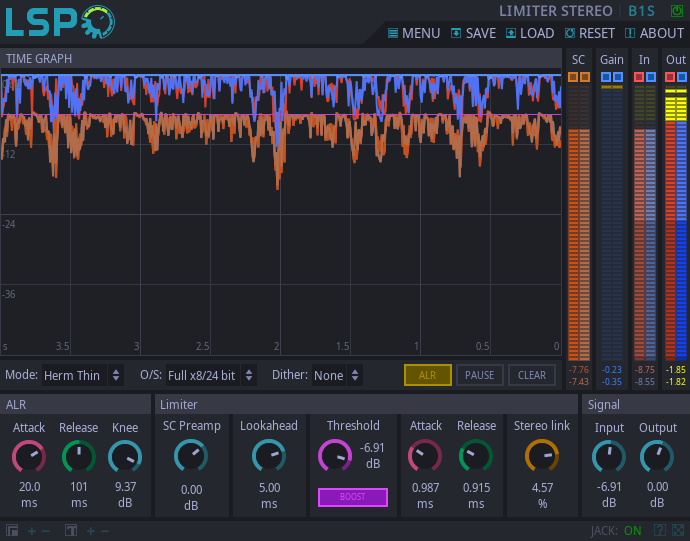 LSP
LIMITER STEREO B1S
MENU SAVE LOAD RESET ABOUT
TIME GRAPH
SC Gain In Out
-12
-24
-36
s 3.5 3 2.5 2 1.5 1 0.5 0
-7.76 -0.23 -8.75 -1.85
-7.43 -0.35 -8.55 -1.82
Mode: Herm Thin O/S: Full x8/24 bit Dither: None ALR PAUSE CLEAR
ALR Limiter Signal
Attack Release Knee SC Preamp Lookahead Threshold Attack Release Stereo link Input Output
20.0 ms 101 ms 9.37 dB 0.00 dB 5.00 ms -6.91 dB 0.987 ms 0.915 ms 4.57 % -6.91 dB 0.00 dB
BOOST
JACK: ON